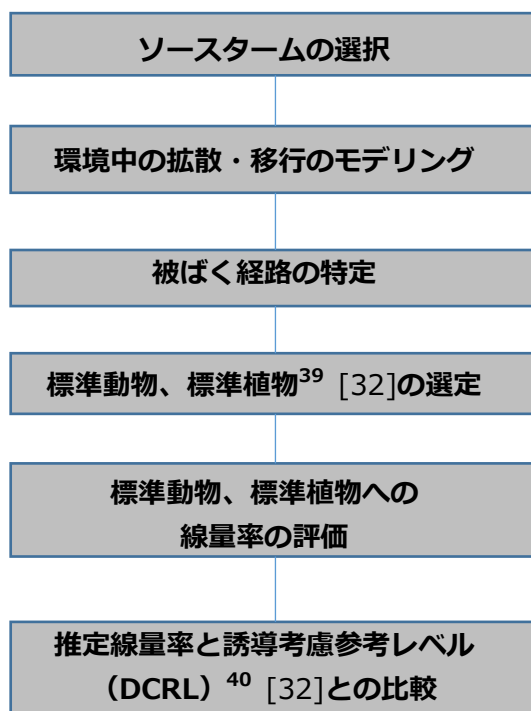 ソースタームの選択
環境中の拡散・移行のモデリング
被ばく経路の特定
標準動物、標準植物39 [32]の選定
標準動物、標準植物への
線量率の評価
推定線量率と誘導考慮参考レベル
（DCRL）40 [32]との比較